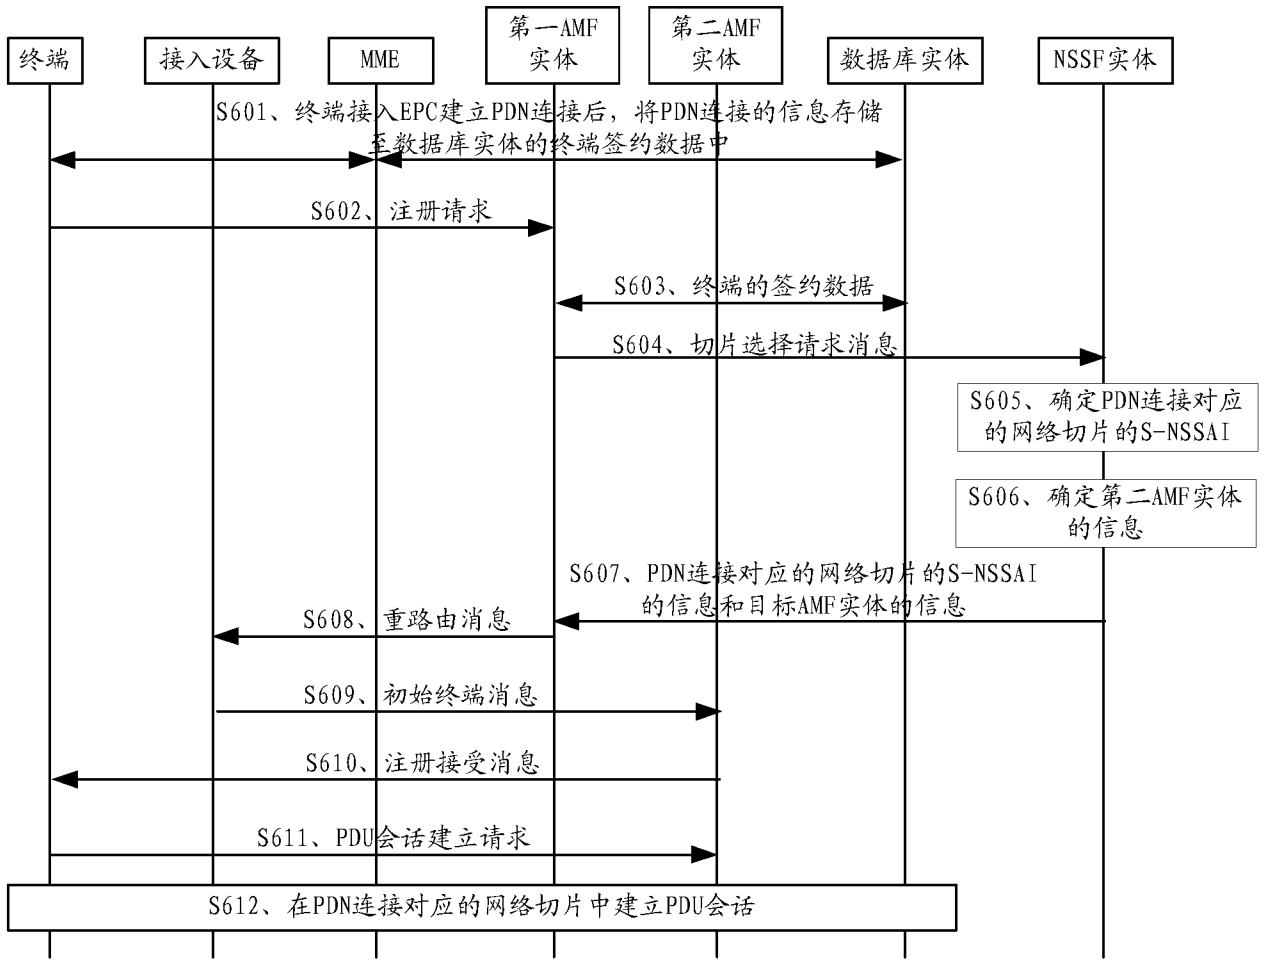 终端
接入设备
MME
第一AMF
实体
第二AMF
实体
数据库实体
NSSF实体
S601、终端接入EPC建立PDN连接后，将PDN连接的信息存储
至数据库实体的终端签约数据中
S602、注册请求
S603、终端的签约数据
S604、切片选择请求消息
S605、确定PDN连接对应
的网络切片的S-NSSAI
S606、确定第二AMF实体
的信息
S607、PDN连接对应的网络切片的S-NSSAI
的信息和目标AMF实体的信息
S608、重路由消息
S609、初始终端消息
S610、注册接受消息
S611、PDU会话建立请求
S612、在PDN连接对应的网络切片中建立PDU会话